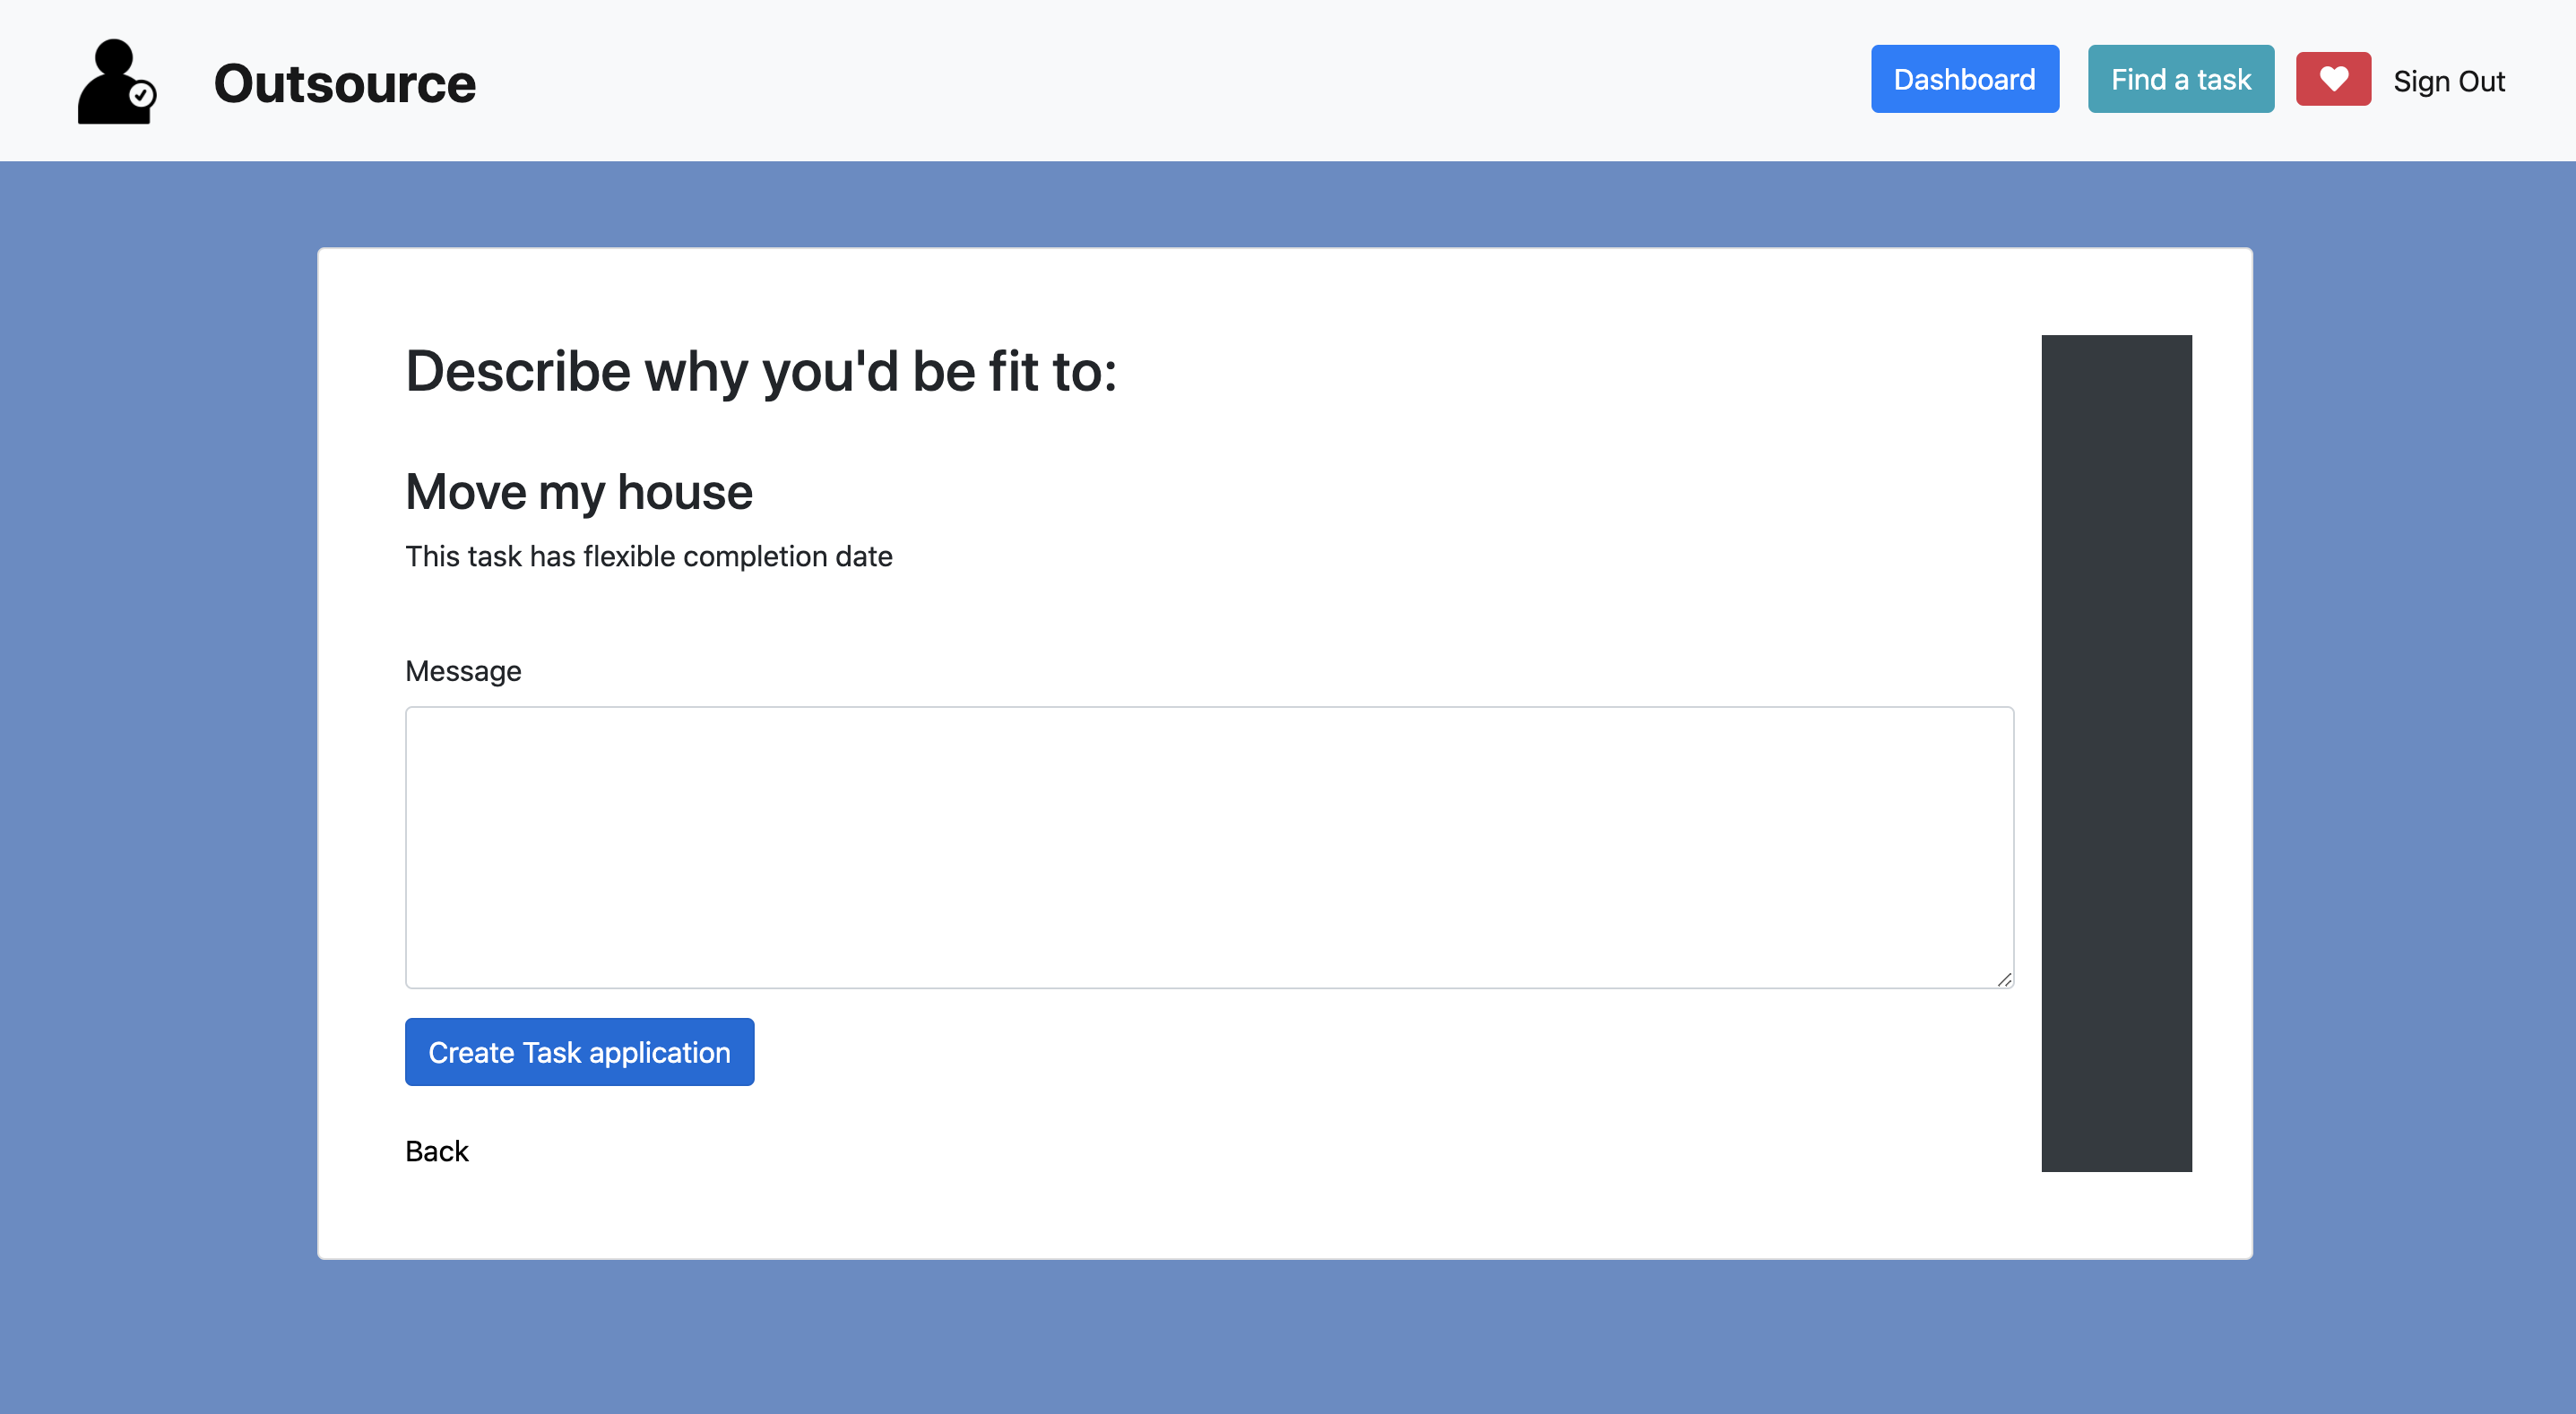 Outsource
Dashboard
Find a task
Sign Out
Describe why you'd be fit to:
Move my house
This task has flexible completion date
Message
Create Task application
Back